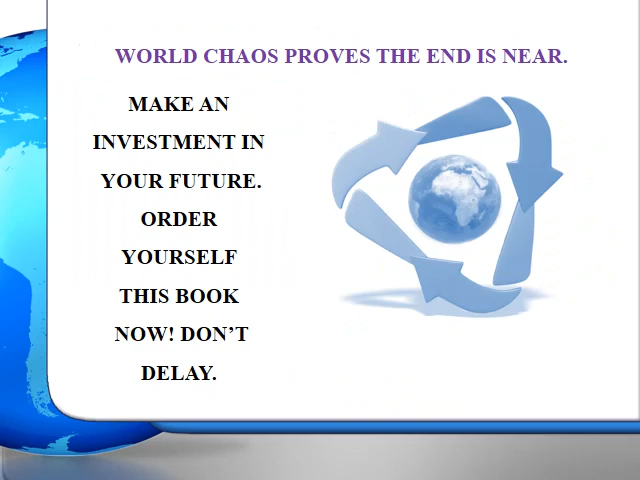 WORLD CHAOS PROVES THE END IS NEAR.
MAKE AN
INVESTMENT IN
YOUR FUTURE.
ORDER
YOURSELF
THIS BOOK
NOW! DON’T
DELAY.